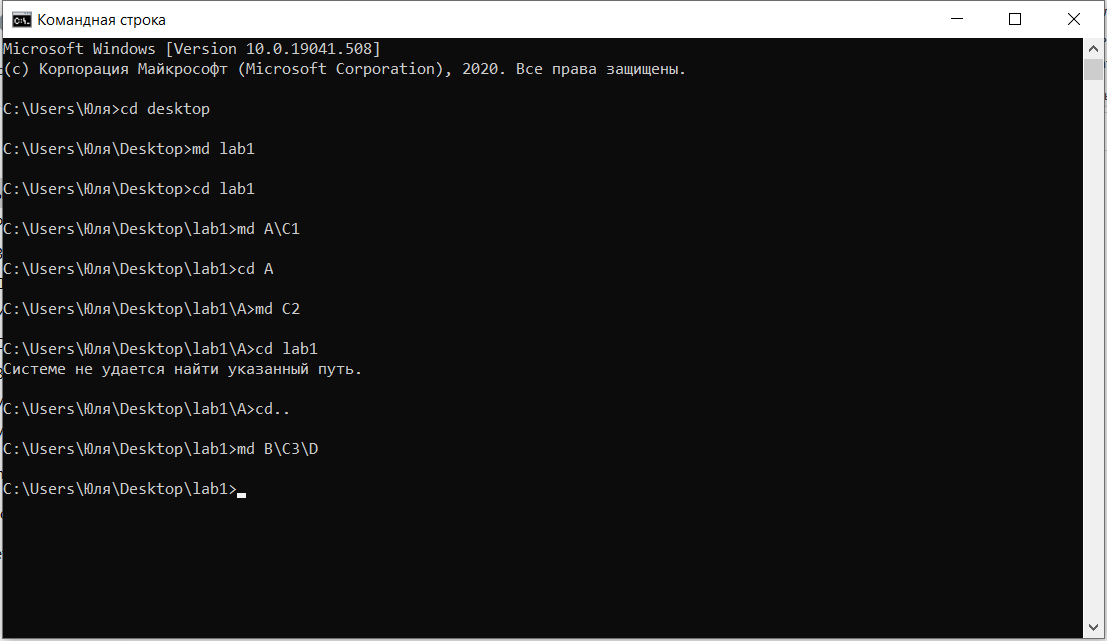 Командная строка
Microsoft Windows [Version 10.0.19041.508]
(c) Корпорация Майкрософт (Microsoft Corporation), 2020. Все права защищены.
C:\Users\Юля>cd desktop
C:\Users\Юля\Desktop>md lab1
C:\Users\Юля\Desktop>cd lab1
C:\Users\Юля\Desktop\lab1>md A\C1
C:\Users\Юля\Desktop\lab1>cd A
C:\Users\Юля\Desktop\lab1\A>md C2
C:\Users\Юля\Desktop\lab1\A>cd lab1
Системе не удается найти указанный путь.
C:\Users\Юля\Desktop\lab1\A>cd..
C:\Users\Юля\Desktop\lab1>md B\C3\D
C:\Users\Юля\Desktop\lab1>